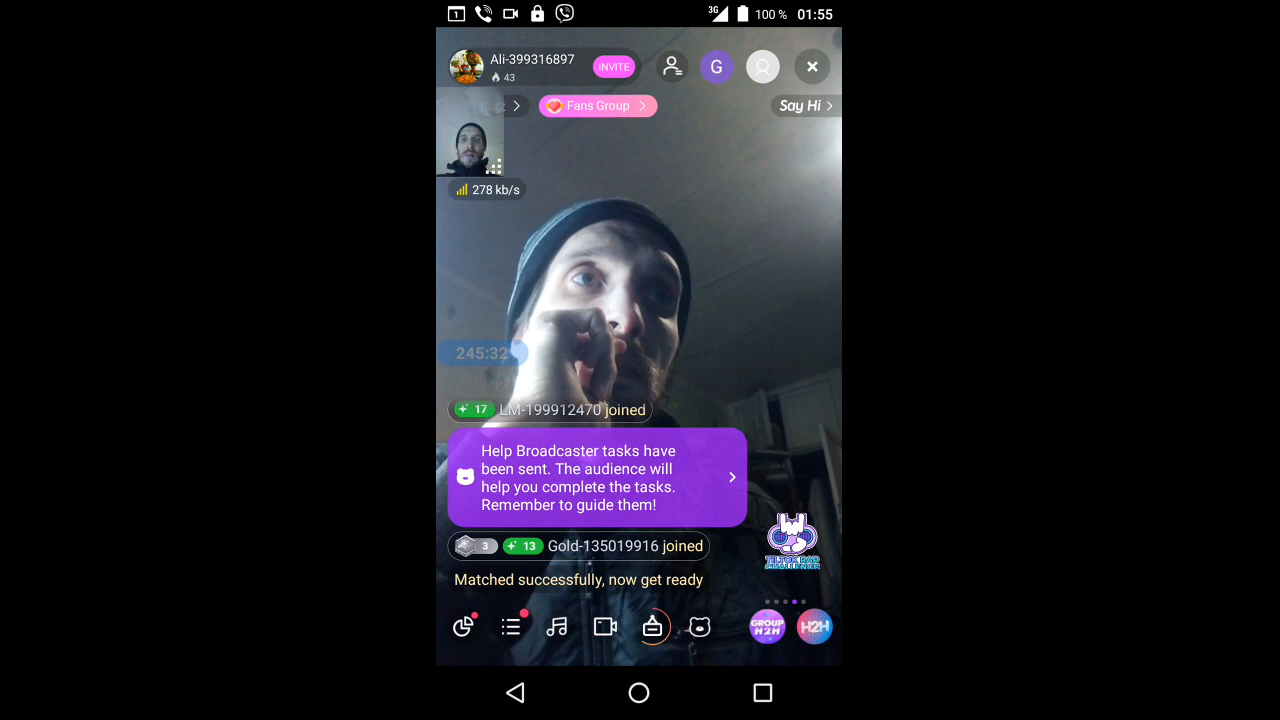 1
3G
100 %
01:55
Ali-399316897
43
INVITE
G
Fans Group
Say Hi
278 kb/s
245:32
17 LM-199912470 joined
Help Broadcaster tasks have
been sent. The audience will
help you complete the tasks.
Remember to guide them!
3 13 Gold-135019916 joined
CHALLENGE
Matched successfully, now get ready
GROUP
H2H
H2H